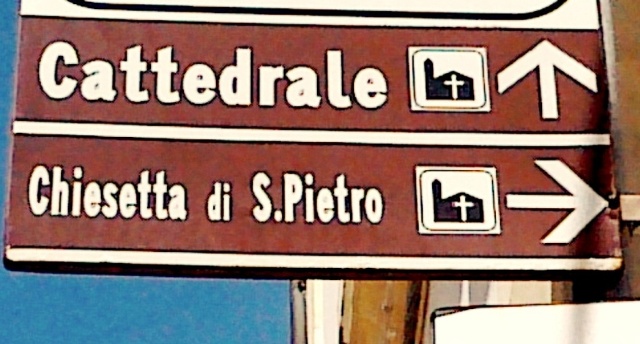 Cattedrale
Chiesetta di S.Pietro